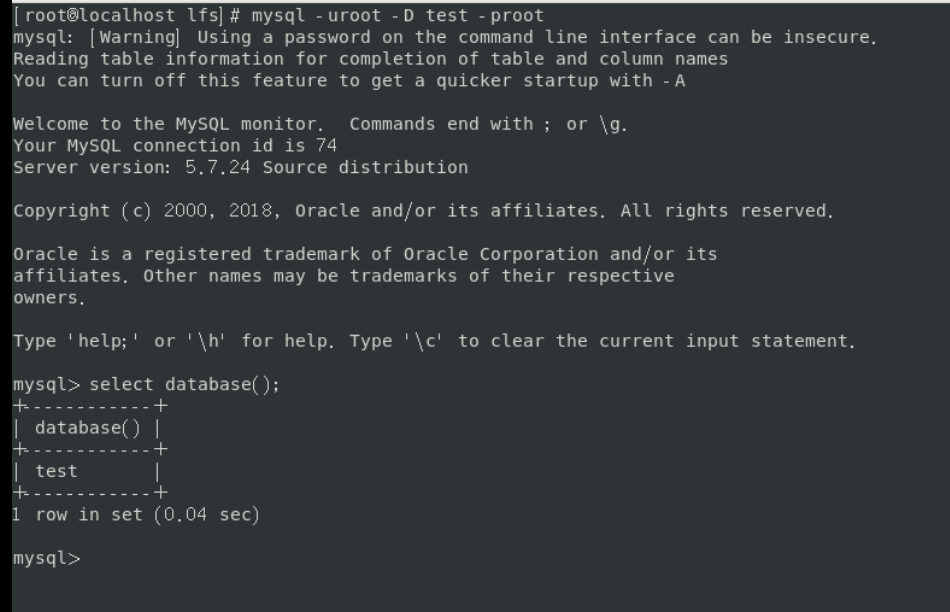 [root@localhost lfs]# mysql -uroot -D test -proot
mysql: [Warning] Using a password on the command line interface can be insecure.
Reading table information for completion of table and column names
You can turn off this feature to get a quicker startup with -A
Welcome to the MySQL monitor.  Commands end with ; or \g.
Your MySQL connection id is 74
Server version: 5.7.24 Source distribution
Copyright (c) 2000, 2018, Oracle and/or its affiliates. All rights reserved.
Oracle is a registered trademark of Oracle Corporation and/or its
affiliates. Other names may be trademarks of their respective
owners.
Type 'help;' or '\h' for help. Type '\c' to clear the current input statement.
mysql> select database();
+------------+
| database() |
+------------+
| test       |
+------------+
1 row in set (0.04 sec)
mysql>